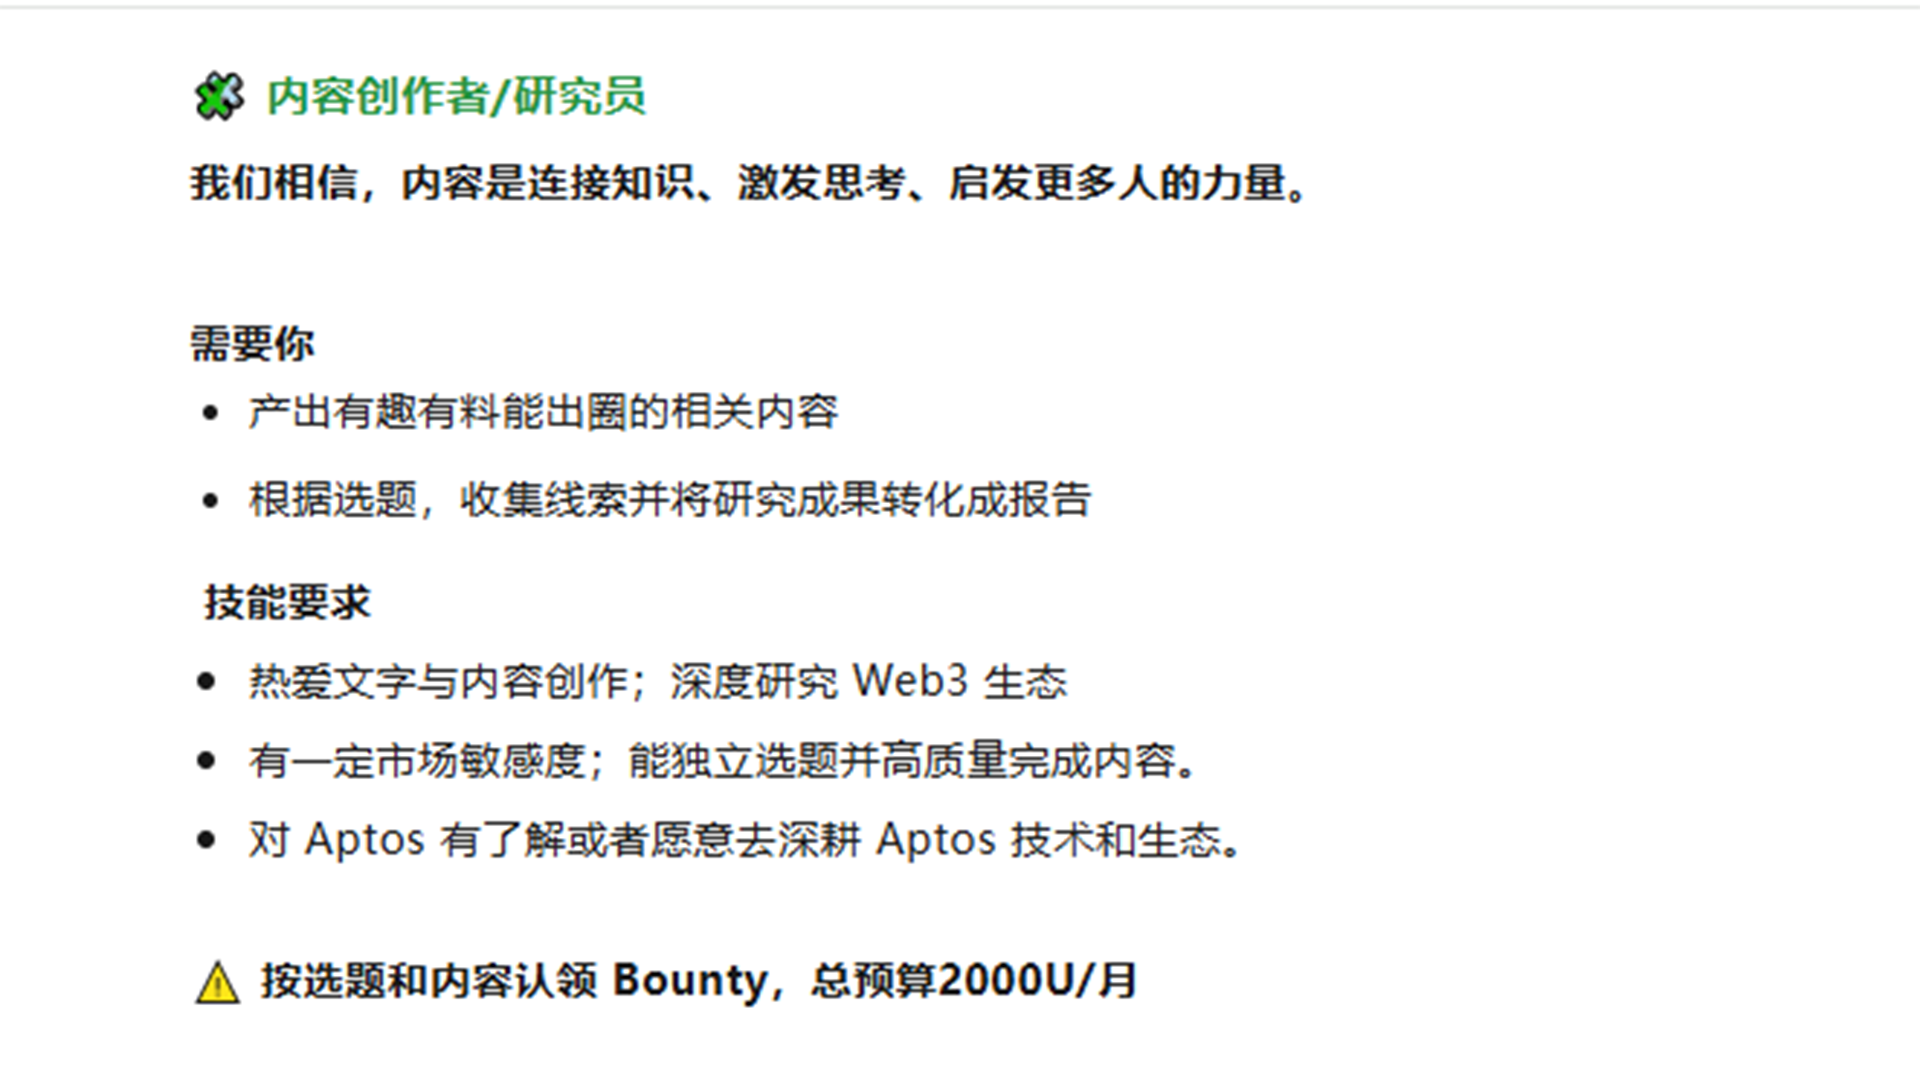 内容创作者/研究员
我们相信，内容是连接知识、激发思考、启发更多人的力量。
需要你
产出有趣有料能出圈的相关内容
根据选题，收集线索并将研究成果转化成报告
技能要求
热爱文字与内容创作；深度研究 Web3 生态
有一定市场敏感度；能独立选题并高质量完成内容。
对 Aptos 有了解或者愿意去深耕 Aptos 技术和生态。
按选题和内容认领 Bounty，总预算2000U/月